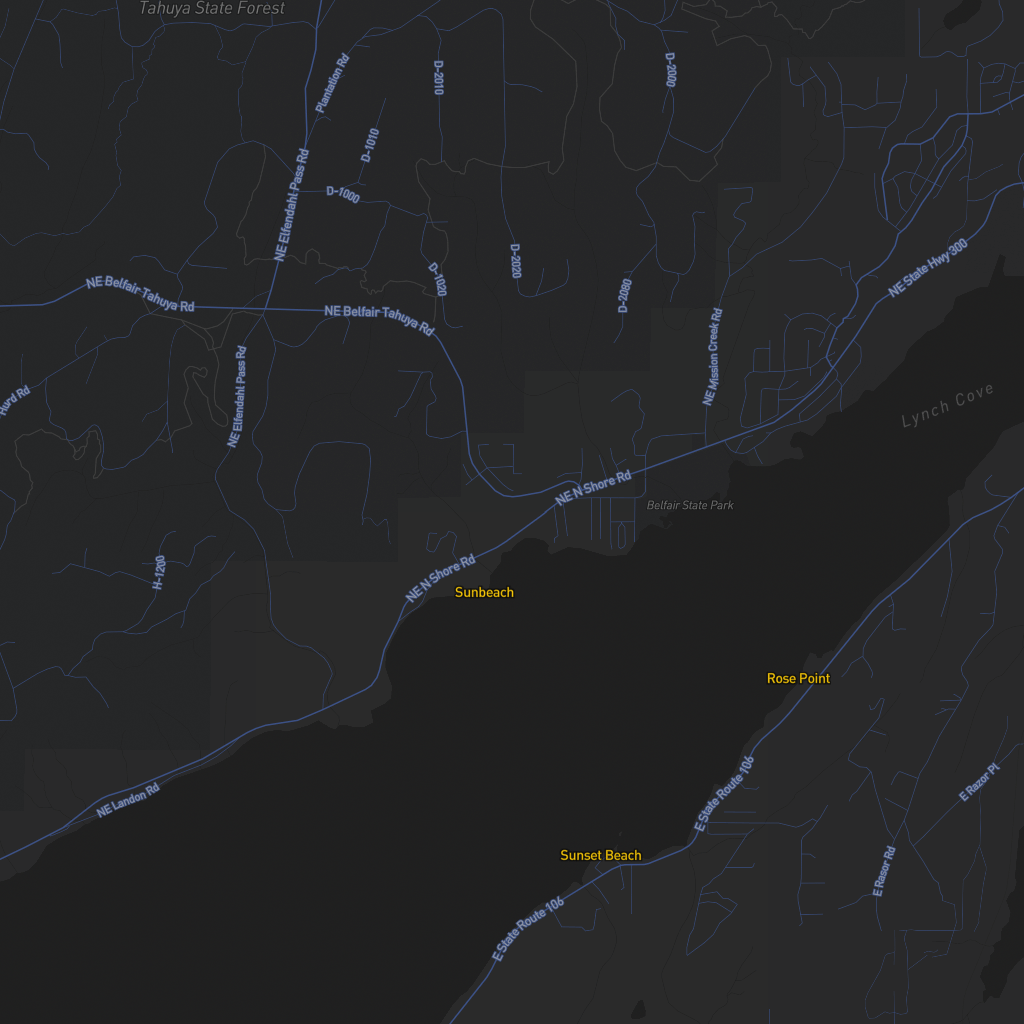 Tahuya State Forest
Plantation Rd
D-2010
D-2000
D-1010
NE Elfendahl Pass Rd
D-1000
D-2020
D-1020
D-2080
NE State Hwy 300
NE Belfair Tahuya Rd
NE Belfair Tahuya Rd
NE Mission Creek Rd
NE Elfendahl Pass Rd
Hurd Rd
Lynch Cove
NE N Shore Rd
Belfair State Park
H-1200
NE N Shore Rd
Sunbeach
Rose Point
NE Landon Rd
E State Route 106
E Razor Pl
Sunset Beach
E Rasor Rd
E State Route 106